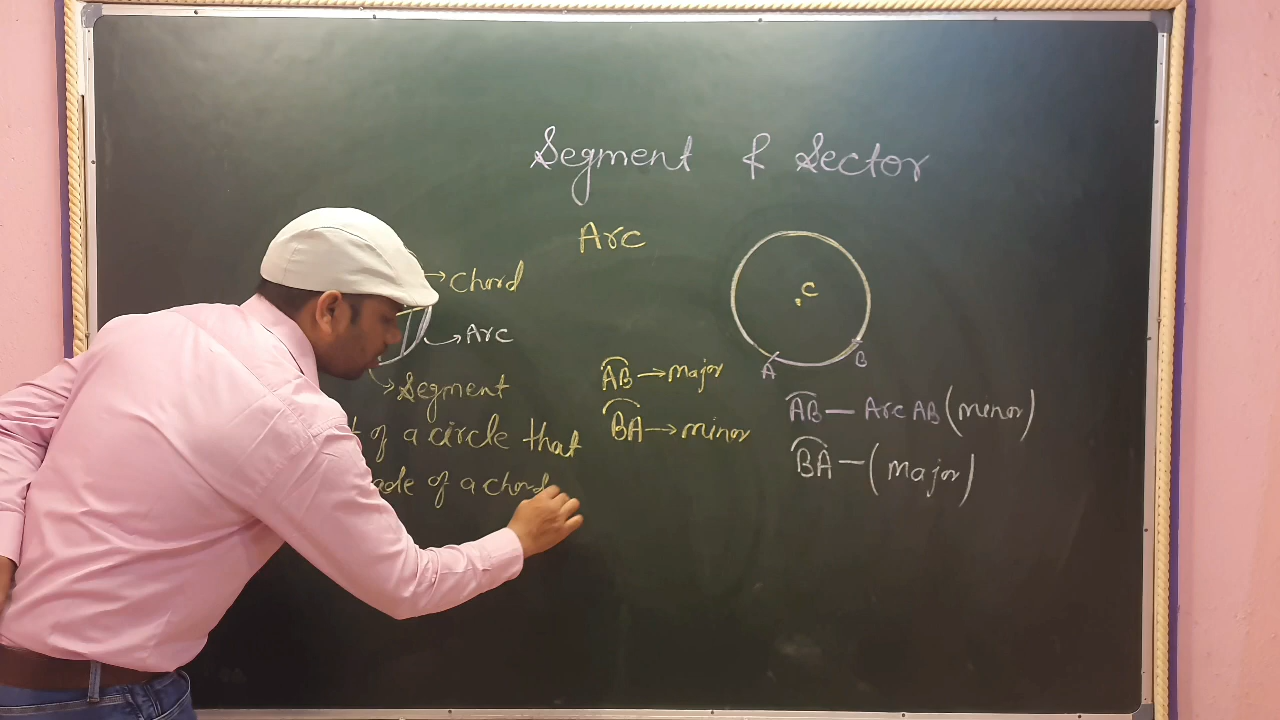 Segment & Sector
Arc
Chord
Arc
Segment
of a circle that
of a chord
AB → Major
BA → minor
C
A
B
AB — Arc AB (minor)
BA — (Major)